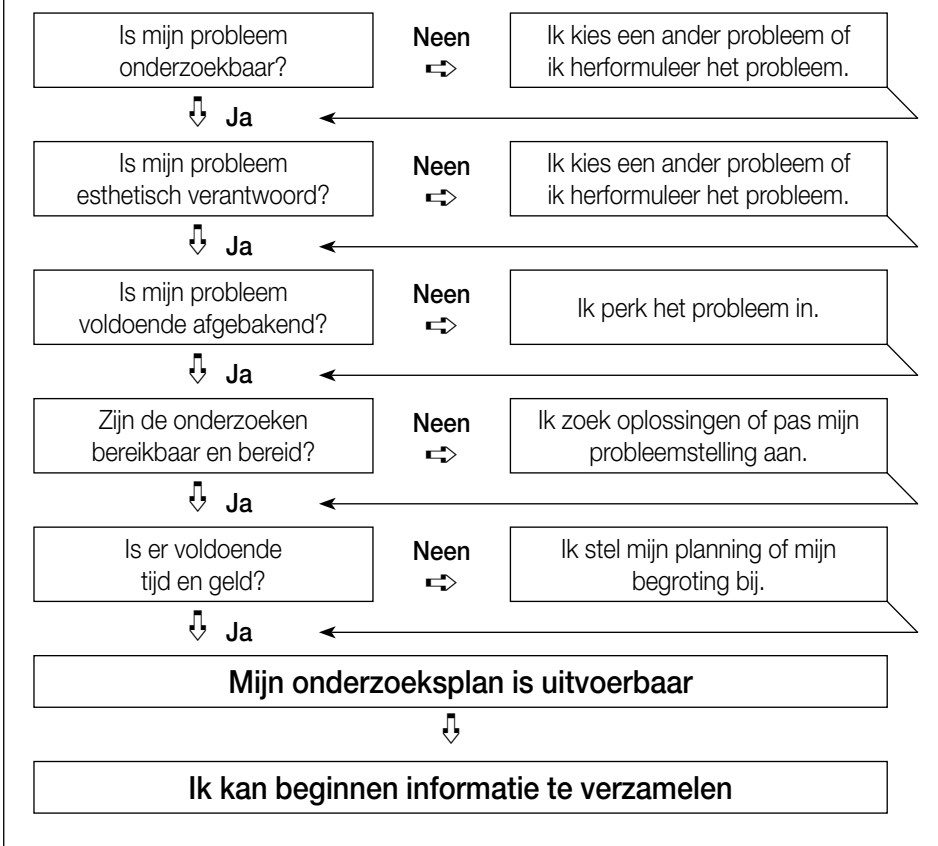 Is mijn probleem
onderzoekbaar?
Neen
Ik kies een ander probleem of
ik herformuleer het probleem.
Ja
Is mijn probleem
esthetisch verantwoord?
Neen
Ik kies een ander probleem of
ik herformuleer het probleem.
Ja
Is mijn probleem
voldoende afgebakend?
Neen
Ik perk het probleem in.
Ja
Zijn de onderzoeken
bereikbaar en bereid?
Neen
Ik zoek oplossingen of pas mijn
probleemstelling aan.
Ja
Is er voldoende
tijd en geld?
Neen
Ik stel mijn planning of mijn
begroting bij.
Ja
Mijn onderzoeksplan is uitvoerbaar
Ik kan beginnen informatie te verzamelen